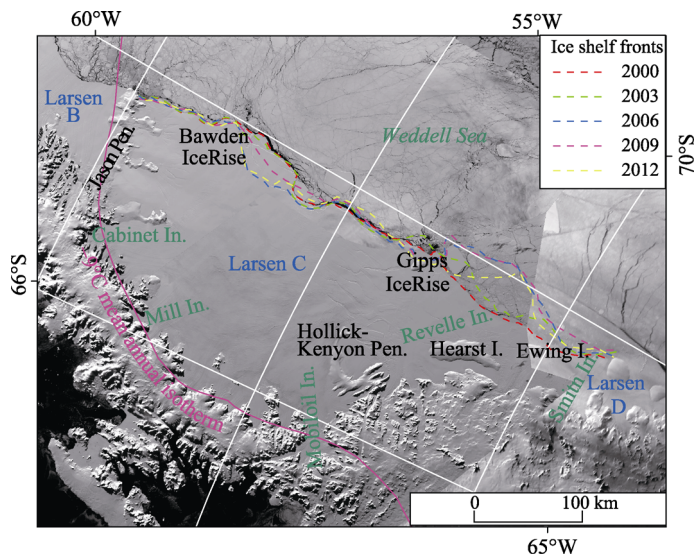 60°W
55°W
Ice shelf fronts
2000
2003
2006
2009
2012
Larsen
B
Jason Pen.
Bawden
IceRise
Weddell Sea
70°S
Cabinet In.
66°S
Larsen C
Gipps
IceRise
Mill In.
mean annual isotherm
Hollick-
Kenyon Pen.
Revelle In.
Hearst I.
Ewing I.
Mobiloil In.
Smith In.
Larsen
D
0
100 km
65°W